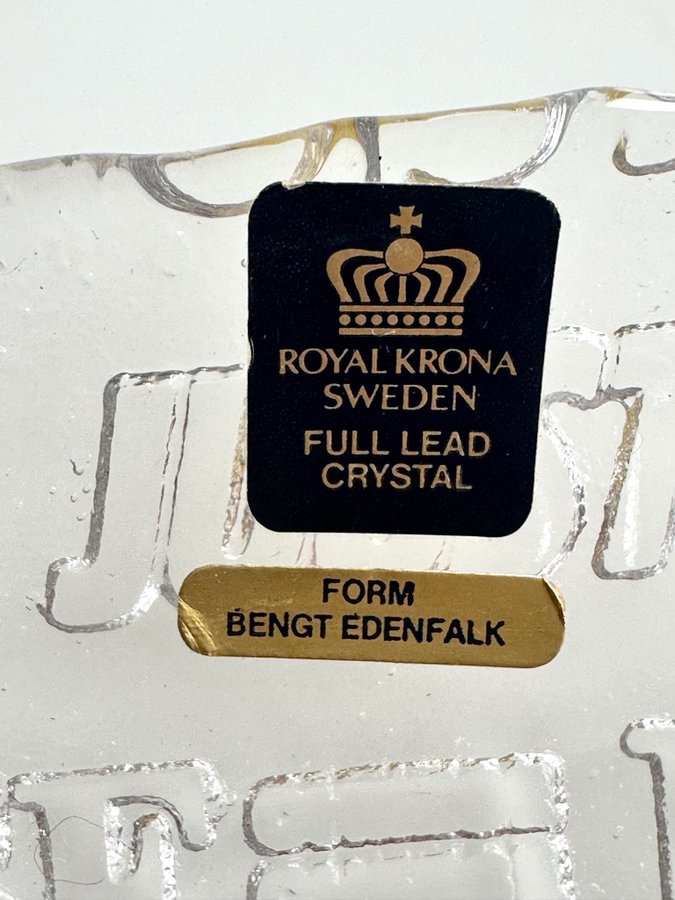 ROYAL KRONA
SWEDEN
FULL LEAD
CRYSTAL
FORM
BENGT EDENFALK